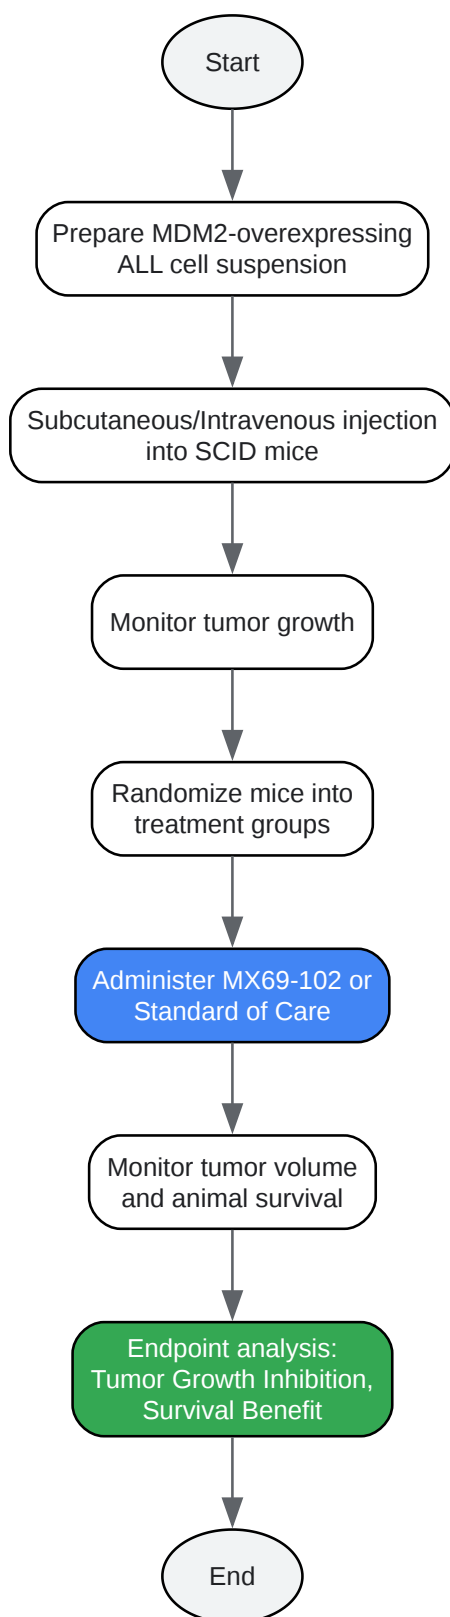 Start
Prepare MDM2-overexpressing
ALL cell suspension
Subcutaneous/Intravenous injection
into SCID mice
Monitor tumor growth
Randomize mice into
treatment groups
Administer MX69-102 or
Standard of Care
Monitor tumor volume
and animal survival
Endpoint analysis:
Tumor Growth Inhibition,
Survival Benefit
End